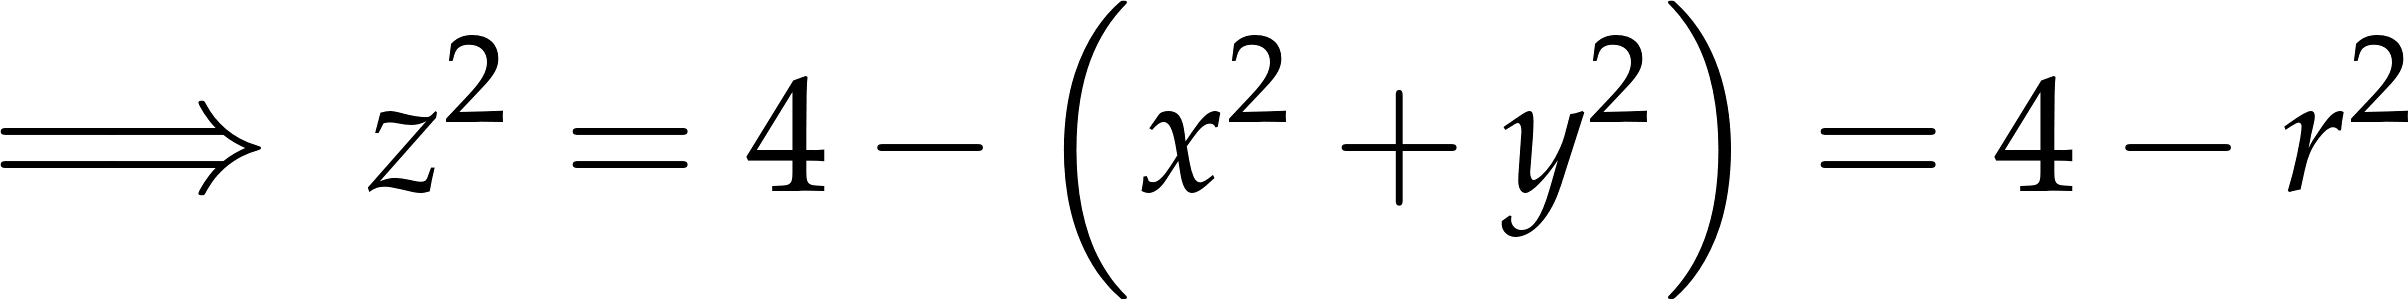 ⟹ z² = 4 − (x² + y²) = 4 − r²